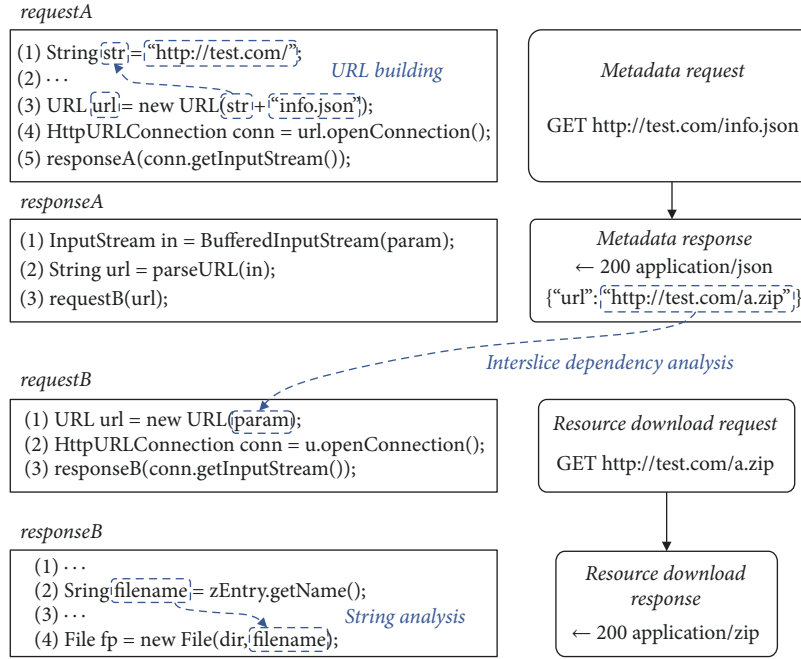 requestA
(1) String str = “http://test.com/”;
(2) ···
URL building
(3) URL url = new URL(str + “info.json”);
(4) HttpURLConnection conn = url.openConnection();
(5) responseA(conn.getInputStream());
Metadata request
GET http://test.com/info.json
responseA
(1) InputStream in = BufferedInputStream(param);
(2) String url = parseURL(in);
(3) requestB(url);
Metadata response
← 200 application/json
{“url”: “http://test.com/a.zip” }
Interslice dependency analysis
requestB
(1) URL url = new URL(param);
(2) HttpURLConnection conn = u.openConnection();
(3) responseB(conn.getInputStream());
Resource download request
GET http://test.com/a.zip
responseB
(1) ···
(2) Sring filename = zEntry.getName();
(3) ···
String analysis
(4) File fp = new File(dir, filename);
Resource download
response
← 200 application/zip